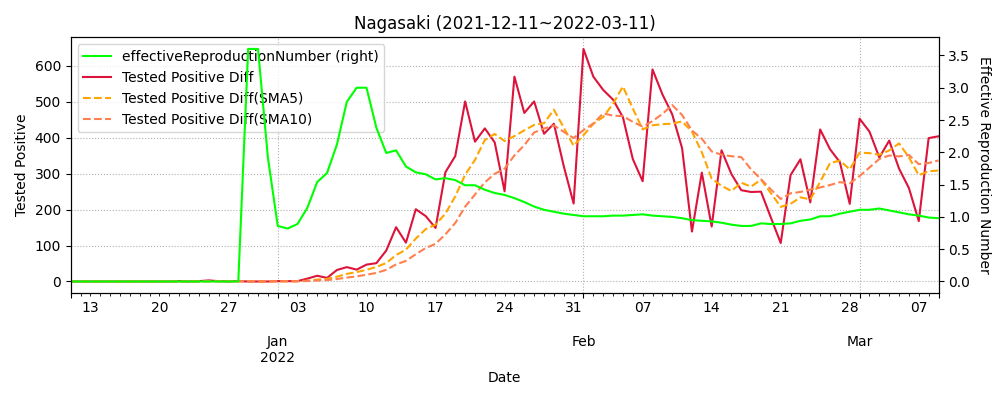 Nagasaki (2021-12-11~2022-03-11)
effectiveReproductionNumber (right)
Tested Positive Diff
Tested Positive Diff(SMA5)
Tested Positive Diff(SMA10)
Tested Positive
600
500
400
300
200
100
0
3.5
3.0
2.5
2.0
1.5
1.0
0.5
0.0
Effective Reproduction Number
13 20 27 03 10 17 24 31 07 14 21 28 07
Jan Feb Mar
2022
Date